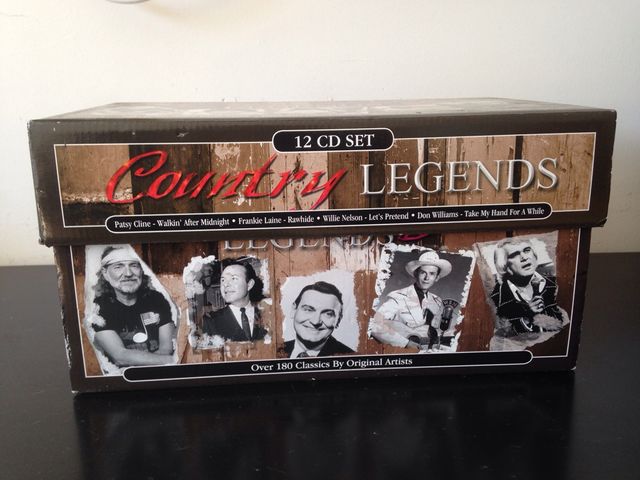 12 CD SET
Country LEGENDS
Patsy Cline - Walkin' After Midnight • Frankie Laine - Rawhide • Willie Nelson - Let's Pretend • Don Williams - Take My Hand For A While
LEGENDS
Over 180 Classics By Original Artists